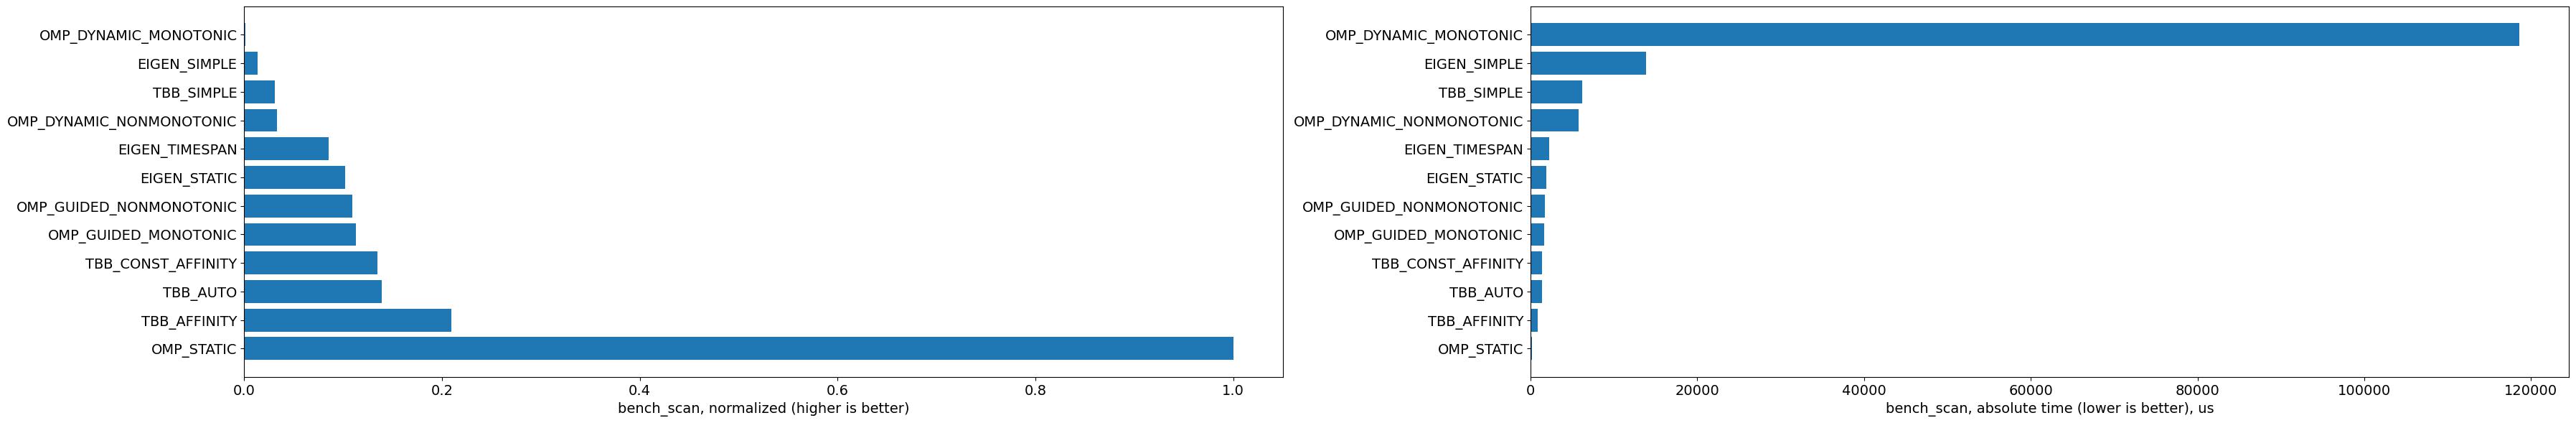 OMP_DYNAMIC_MONOTONIC
EIGEN_SIMPLE
TBB_SIMPLE
OMP_DYNAMIC_NONMONOTONIC
EIGEN_TIMESPAN
EIGEN_STATIC
OMP_GUIDED_NONMONOTONIC
OMP_GUIDED_MONOTONIC
TBB_CONST_AFFINITY
TBB_AUTO
TBB_AFFINITY
OMP_STATIC
0.0 0.2 0.4 0.6 0.8 1.0
bench_scan, normalized (higher is better)
OMP_DYNAMIC_MONOTONIC
EIGEN_SIMPLE
TBB_SIMPLE
OMP_DYNAMIC_NONMONOTONIC
EIGEN_TIMESPAN
EIGEN_STATIC
OMP_GUIDED_NONMONOTONIC
OMP_GUIDED_MONOTONIC
TBB_CONST_AFFINITY
TBB_AUTO
TBB_AFFINITY
OMP_STATIC
0 20000 40000 60000 80000 100000 120000
bench_scan, absolute time (lower is better), us